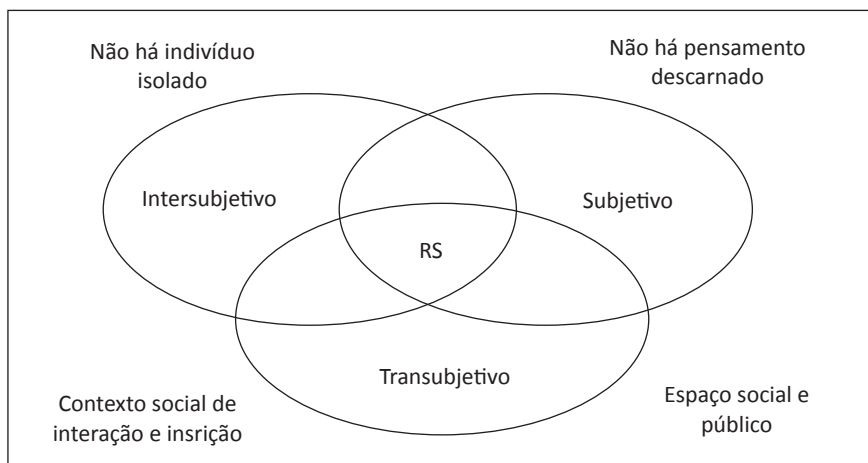 Não há indivíduo
isolado
Não há pensamento
descarnado
Intersubjetivo
Subjetivo
RS
Transubjetivo
Contexto social de
interação e insrição
Espaço social e
público